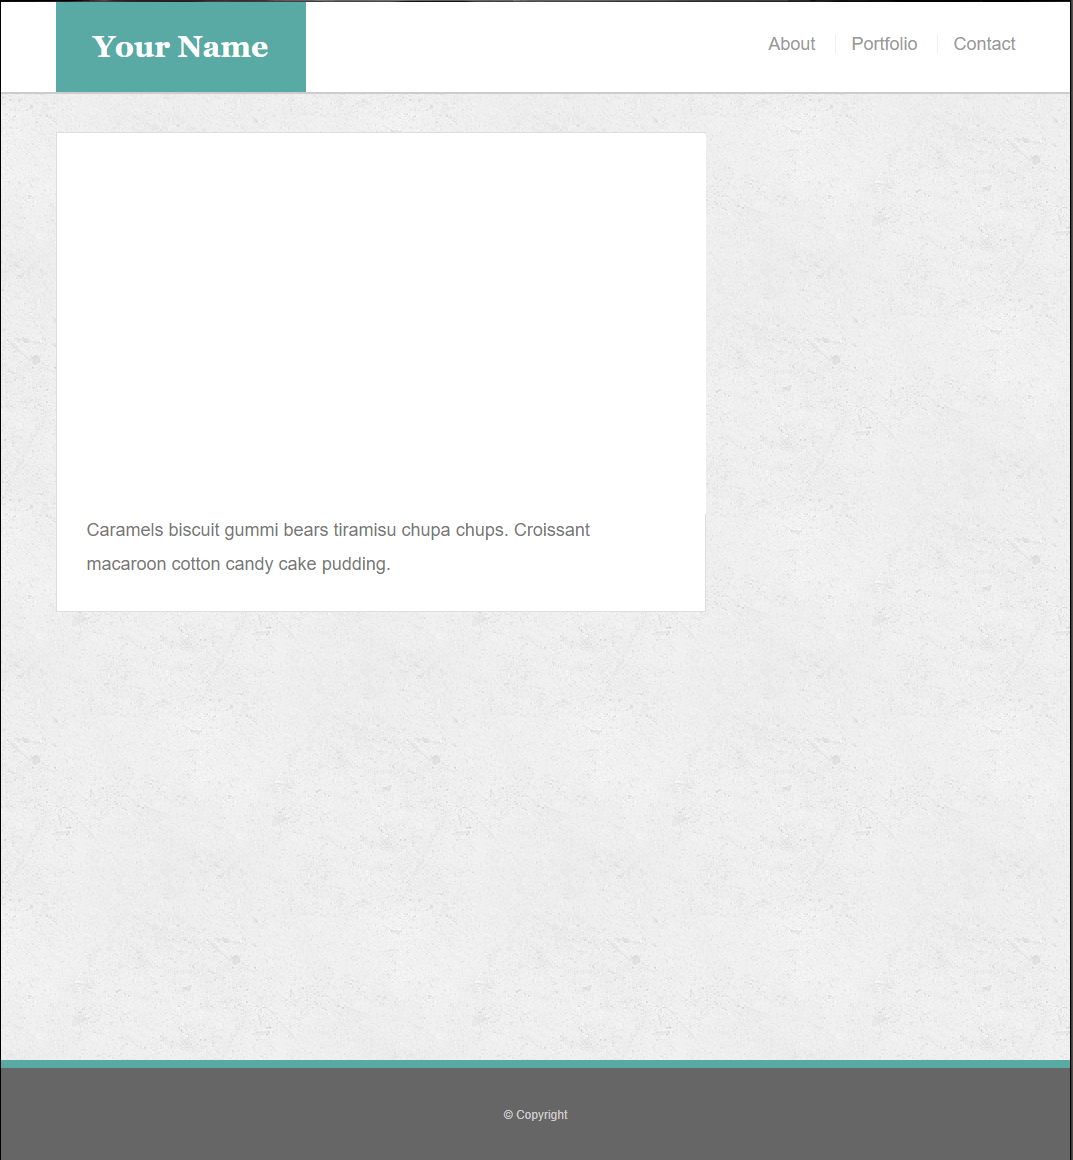 Your Name
About
Portfolio
Contact
Caramels biscuit gummi bears tiramisu chupa chups. Croissant
macaroon cotton candy cake pudding.
© Copyright